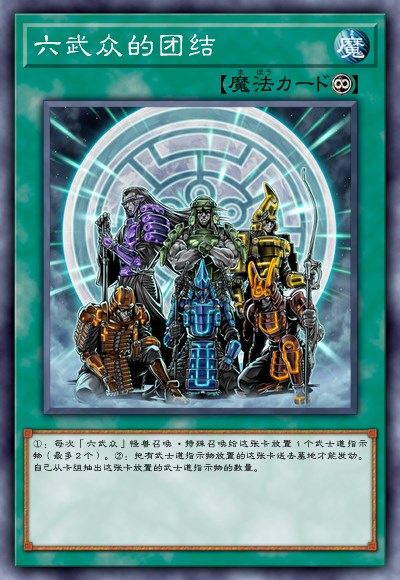 六武众的团结
魔
【魔法カード】
まほう
①：每次「六武众」怪兽召唤·特殊召唤给这张卡放置1个武士道指示
物（最多2个）。②：把有武士道指示物放置的这张卡送去墓地才能发动。
自己从卡组抽出这张卡放置的武士道指示物的数量。